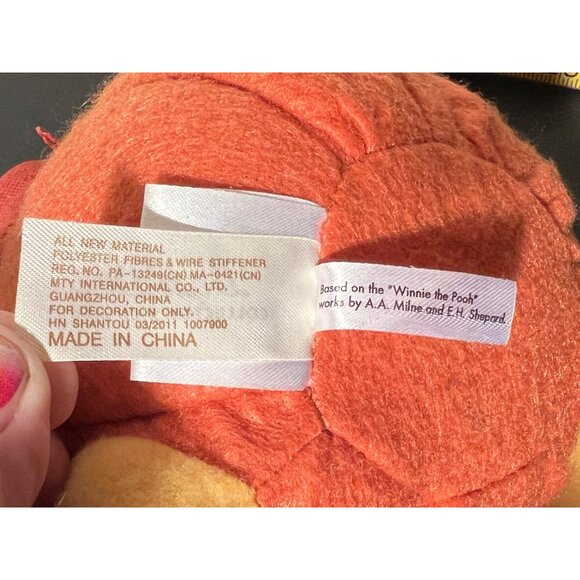 ALL NEW MATERIAL
POLYESTER FIBRES & WIRE STIFFENER
REG. NO. PA-13249(CN) MA-0421(CN)
MTY INTERNATIONAL CO., LTD.
GUANGZHOU, CHINA
FOR DECORATION ONLY.
HN SHANTOU 03/2011 1007900
MADE IN CHINA
Based on the "Winnie the Pooh"
works by A.A. Milne and E.H. Shepard.